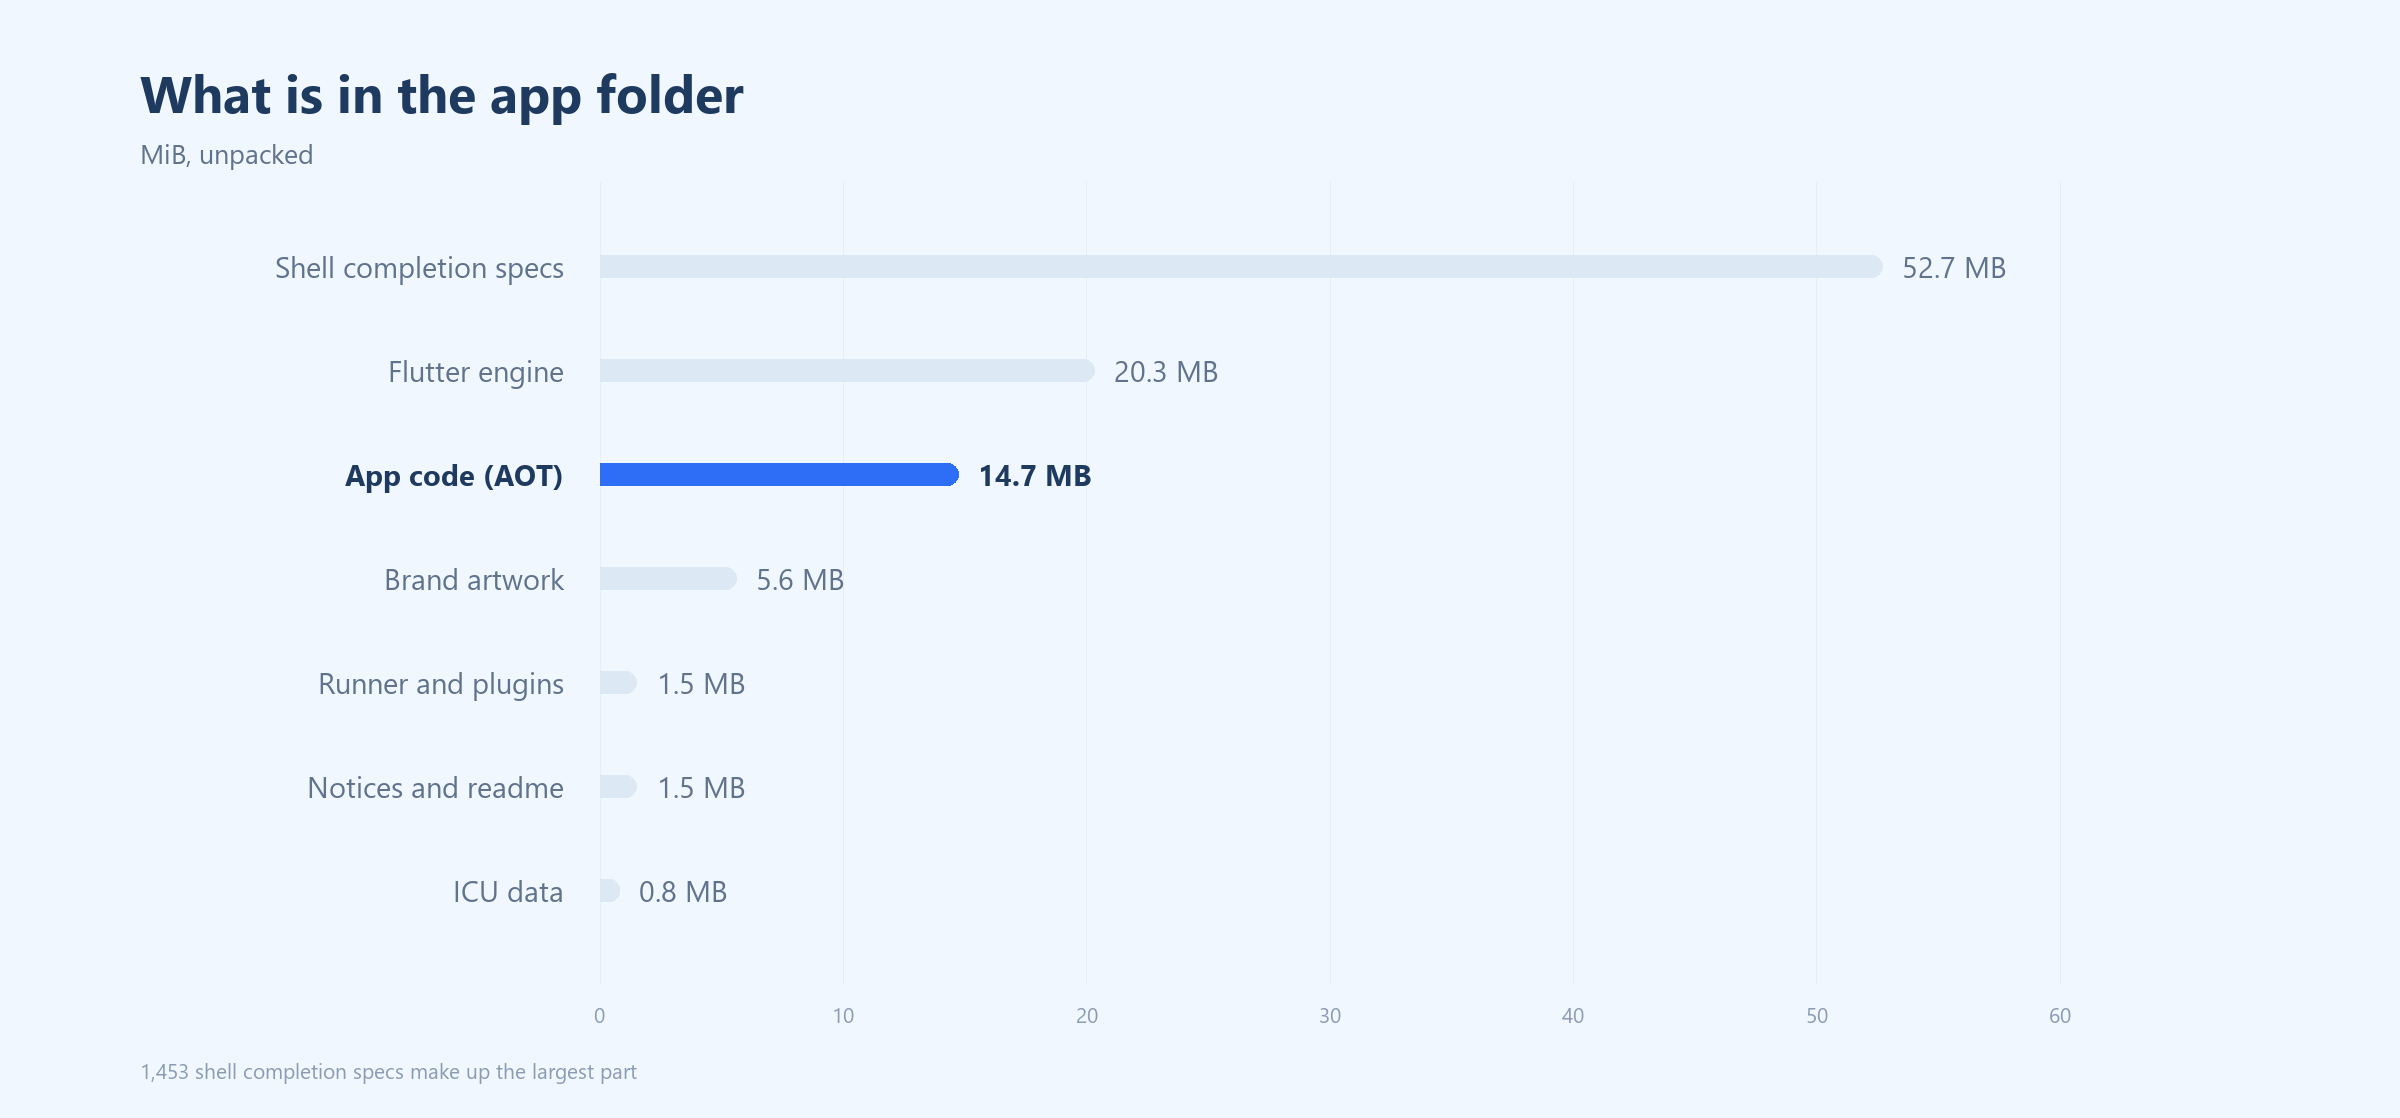 What is in the app folder
MiB, unpacked
Shell completion specs 52.7 MB
Flutter engine 20.3 MB
App code (AOT) 14.7 MB
Brand artwork 5.6 MB
Runner and plugins 1.5 MB
Notices and readme 1.5 MB
ICU data 0.8 MB
0 10 20 30 40 50 60
1,453 shell completion specs make up the largest part